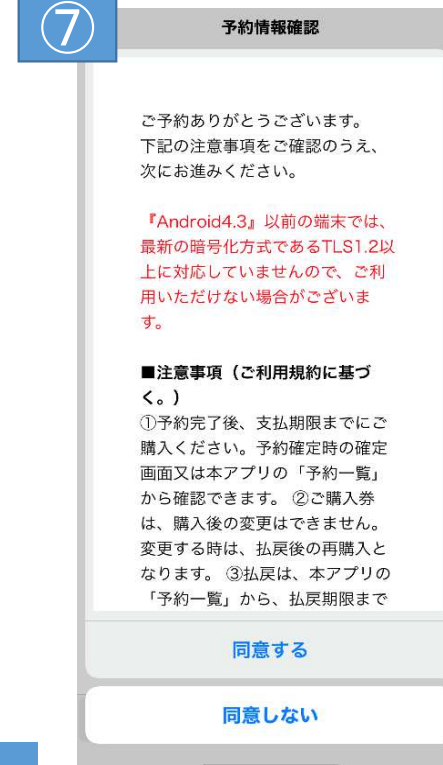 ⑦
予約情報確認
ご予約ありがとうございます。
下記の注意事項をご確認のうえ、
次にお進みください。
『Android4.3』以前の端末では、
最新の暗号化方式であるTLS1.2以
上に対応していませんので、ご利
用いただけない場合がございま
す。
■注意事項（ご利用規約に基づ
く。）
①予約完了後、支払期限までにご
購入ください。予約確定時の確定
画面又は本アプリの「予約一覧」
から確認できます。 ②ご購入券
は、購入後の変更はできません。
変更する時は、払戻後の再購入と
なります。 ③払戻は、本アプリの
「予約一覧」から、払戻期限まで
同意する
同意しない